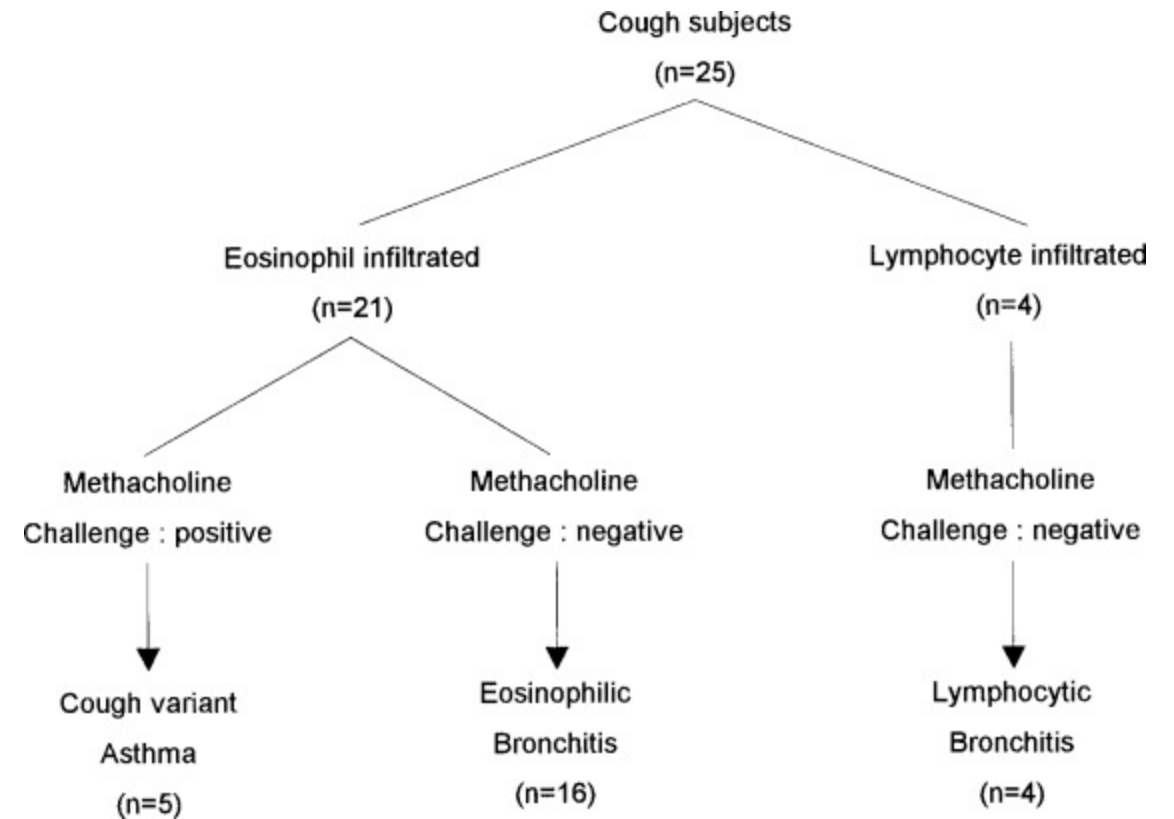 Cough subjects
(n=25)
Eosinophil infiltrated
(n=21)
Lymphocyte infiltrated
(n=4)
Methacholine
Challenge : positive
Methacholine
Challenge : negative
Methacholine
Challenge : negative
Cough variant
Asthma
(n=5)
Eosinophilic
Bronchitis
(n=16)
Lymphocytic
Bronchitis
(n=4)